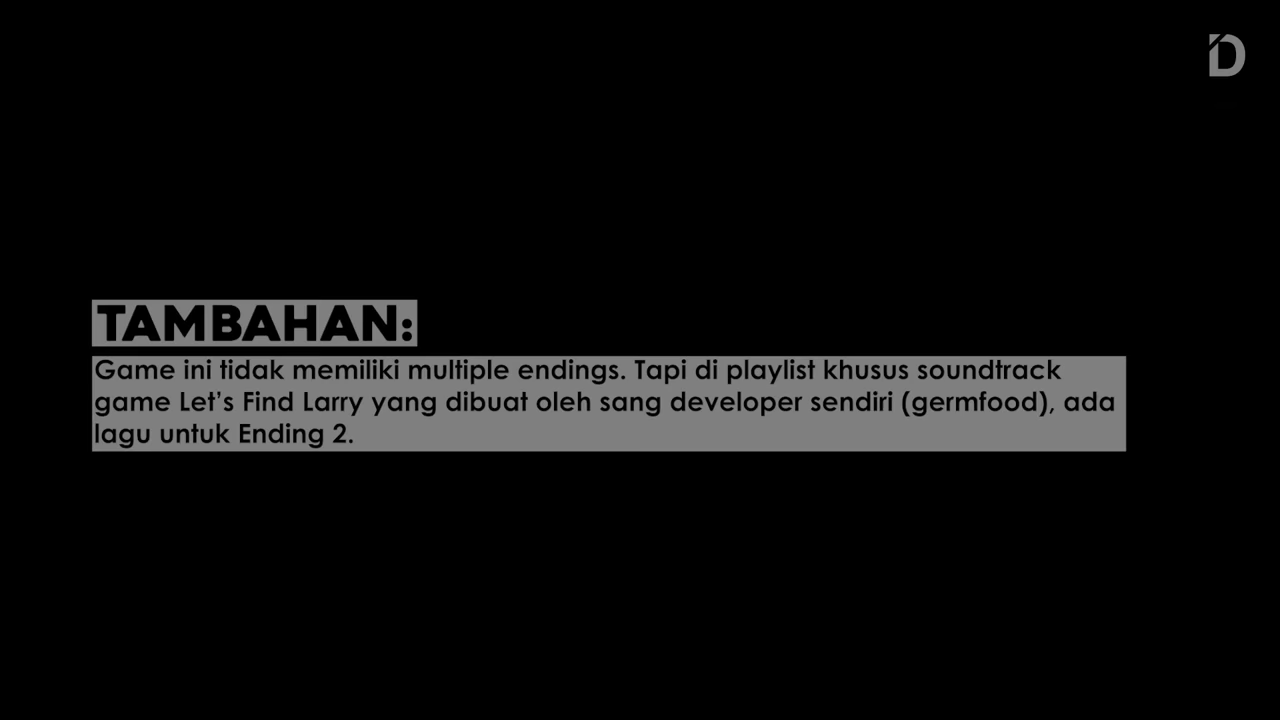 TAMBAHAN:
Game ini tidak memiliki multiple endings. Tapi di playlist khusus soundtrack
game Let’s Find Larry yang dibuat oleh sang developer sendiri (germfood), ada
lagu untuk Ending 2.